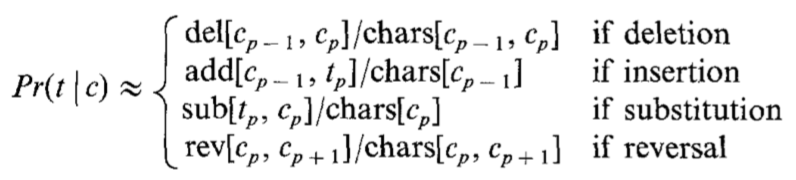 del[c_{p-1}, c_p]/chars[c_{p-1}, c_p] if deletion
add[c_{p-1}, t_p]/chars[c_{p-1}] if insertion
Pr(t | c) ≈ {
sub[t_p, c_p]/chars[c_p] if substitution
rev[c_p, c_{p+1}]/chars[c_p, c_{p+1}] if reversal